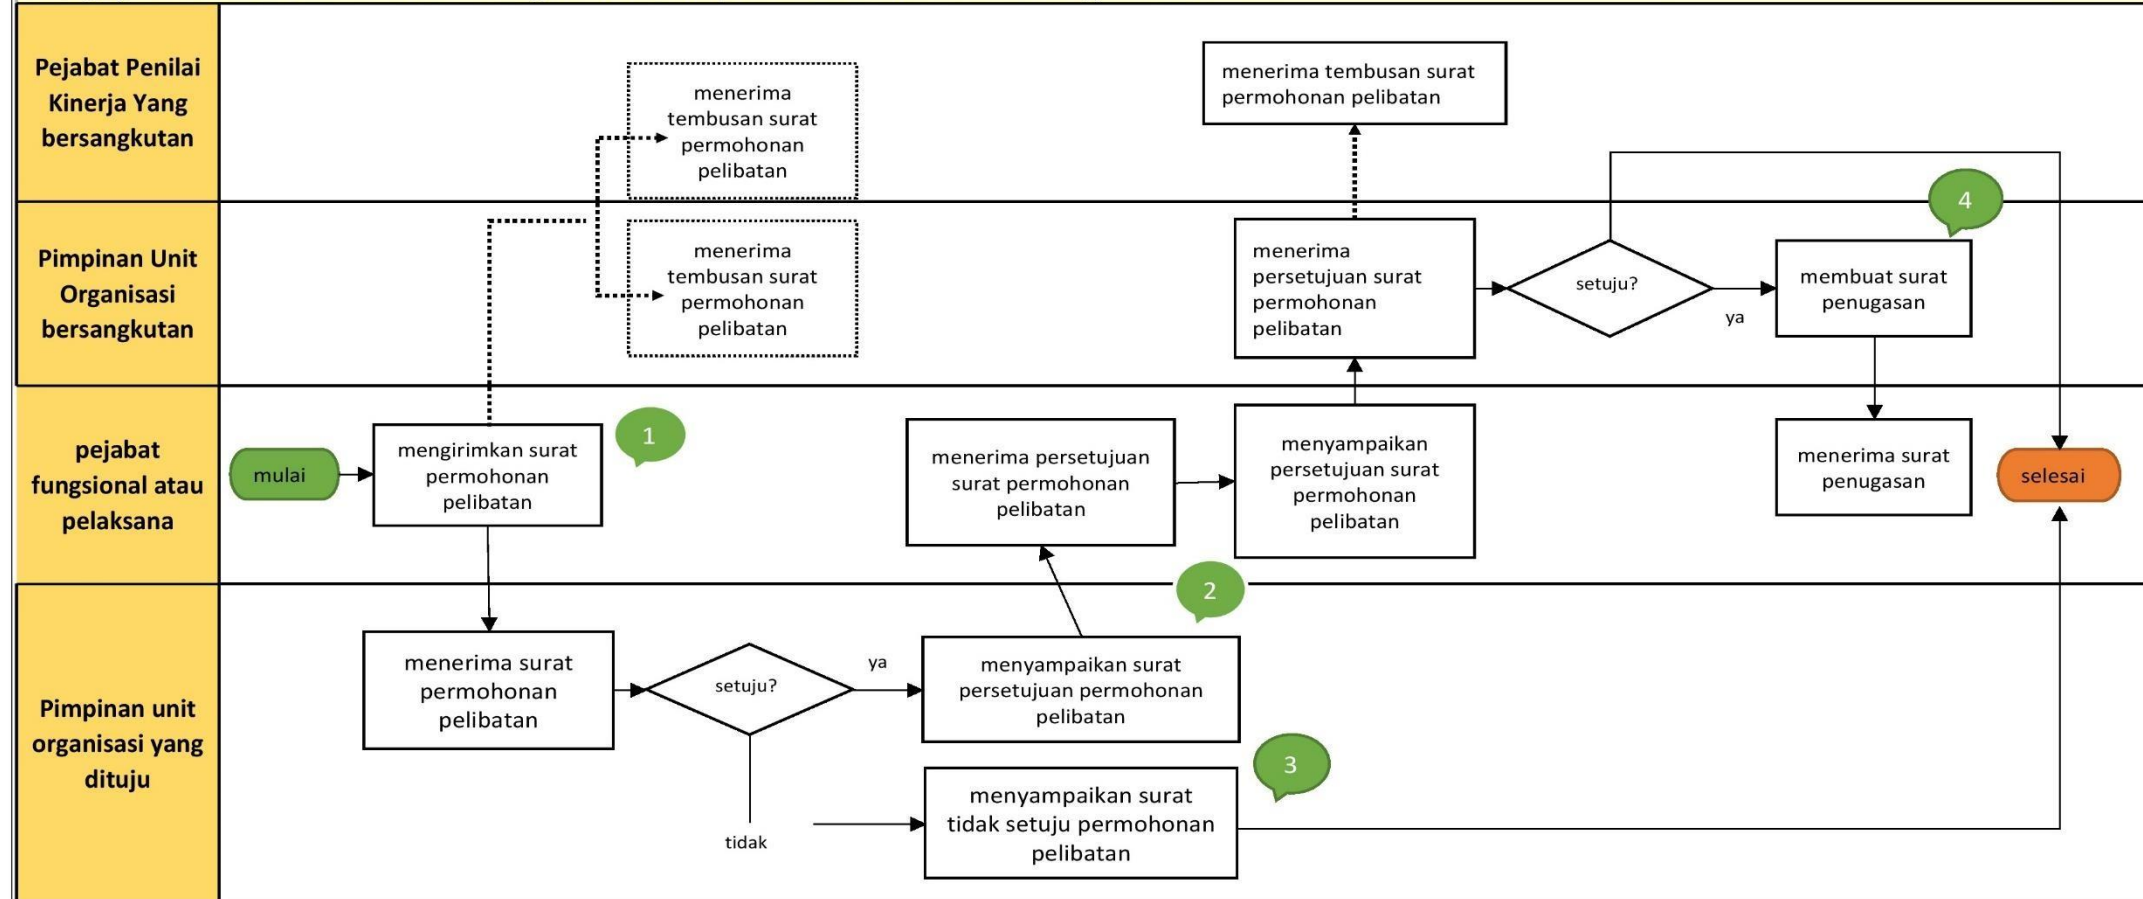 Pejabat Penilai
Kinerja Yang
bersangkutan
menerima
tembusan surat
permohonan
pelibatan
menerima tembusan surat
permohonan pelibatan
Pimpinan Unit
Organisasi
bersangkutan
menerima
tembusan surat
permohonan
pelibatan
menerima
persetujuan surat
permohonan
pelibatan
setuju?
ya
4
membuat surat
penugasan
pejabat
fungsional atau
pelaksana
mulai
mengirimkan surat
permohonan
pelibatan
1
menerima persetujuan
surat permohonan
pelibatan
menyampaikan
persetujuan surat
permohonan
pelibatan
menerima surat
penugasan
selesai
Pimpinan unit
organisasi yang
dituju
menerima surat
permohonan
pelibatan
setuju?
ya
menyampaikan surat
persetujuan permohonan
pelibatan
2
tidak
menyampaikan surat
tidak setuju permohonan
pelibatan
3